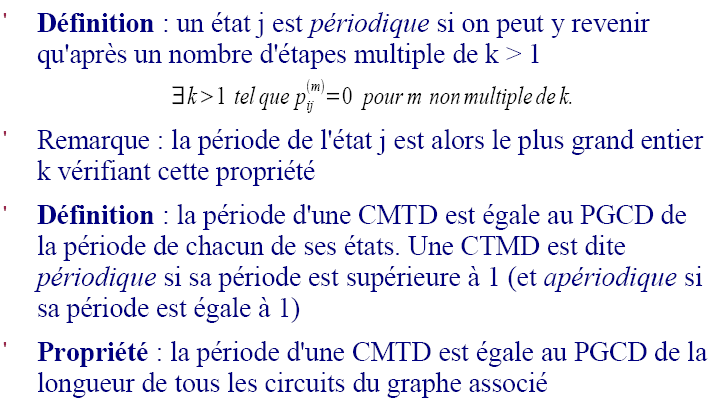 ' Définition : un état j est périodique si on peut y revenir
qu'après un nombre d'étapes multiple de k > 1
∃ k>1 tel que p_{ij}^{(m)}=0 pour m non multiple de k.
' Remarque : la période de l'état j est alors le plus grand entier
k vérifiant cette propriété
' Définition : la période d'une CMTD est égale au PGCD de
la période de chacun de ses états. Une CTMD est dite
périodique si sa période est supérieure à 1 (et apériodique si
sa période est égale à 1)
' Propriété : la période d'une CMTD est égale au PGCD de la
longueur de tous les circuits du graphe associé